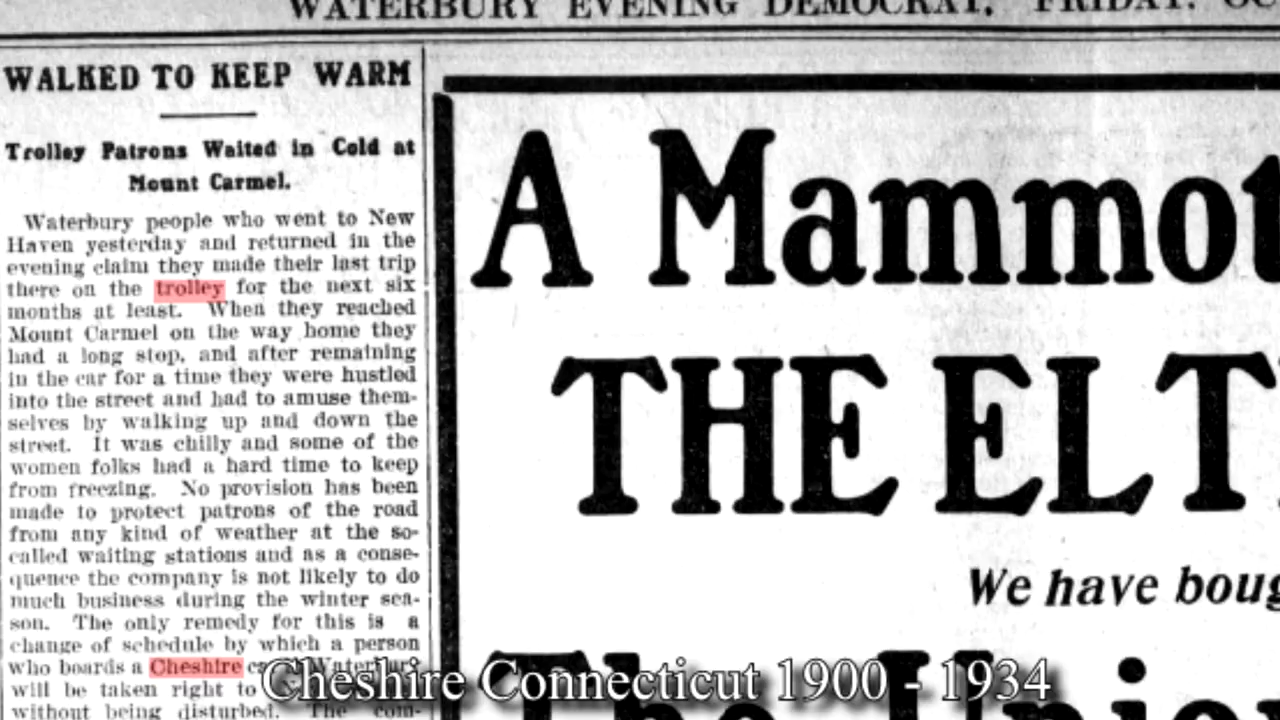 WATERBURY EVENING DEMOCRAT, FRIDAY, OC
WALKED TO KEEP WARM
Trolley Patrons Waited in Cold at
Mount Carmel.
Waterbury people who went to New
Haven yesterday and returned in the
evening claim they made their last trip
there on the trolley for the next six
months at least. When they reached
Mount Carmel on the way home they
had a long stop, and after remaining
in the car for a time they were hustled
into the street and had to amuse them-
selves by walking up and down the
street. It was chilly and some of the
women folks had a hard time to keep
from freezing. No provision has been
made to protect patrons of the road
from any kind of weather at the so-
called waiting stations and as a conse-
quence the company is not likely to do
much business during the winter sea-
son. The only remedy for this is a
change of schedule by which a person
who boards a Cheshire
will be taken right to
without being disturbed. The com-
A Mammot
THE ELT
We have boug
The Union
Cheshire Connecticut 1900 - 1934